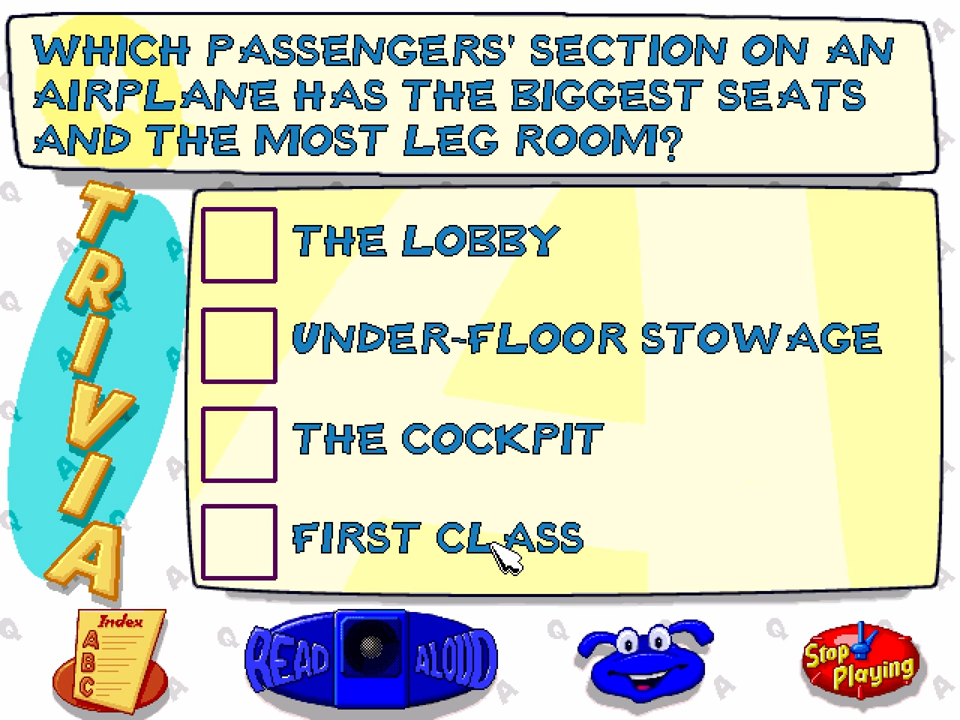 WHICH PASSENGERS' SECTION ON AN
AIRPLANE HAS THE BIGGEST SEATS
AND THE MOST LEG ROOM?
TRIVIA
THE LOBBY
UNDER-FLOOR STOWAGE
THE COCKPIT
FIRST CLASS
Index
A
B
C
READ ALOUD
Stop
Playing